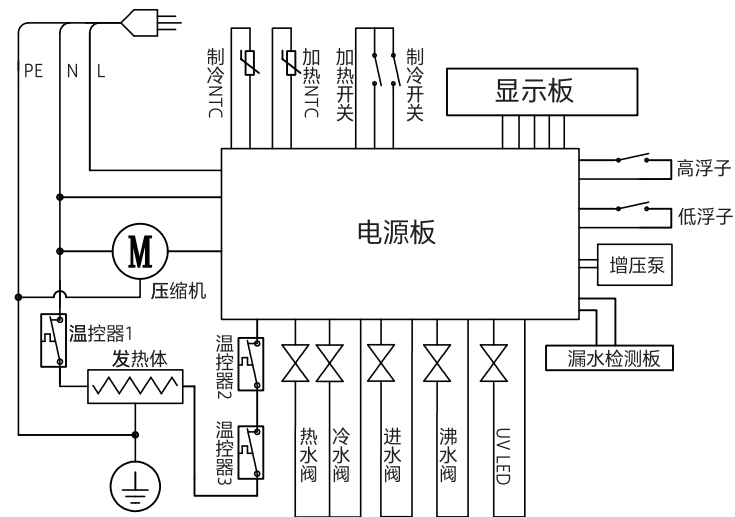 PE
N
L
制冷NTC
加热NTC
加热开关
制冷开关
显示板
高浮子
低浮子
电源板
增压泵
M
压缩机
漏水检测板
温控器1
发热体
温控器2
温控器3
热水阀
冷水阀
进水阀
沸水阀
UV LED